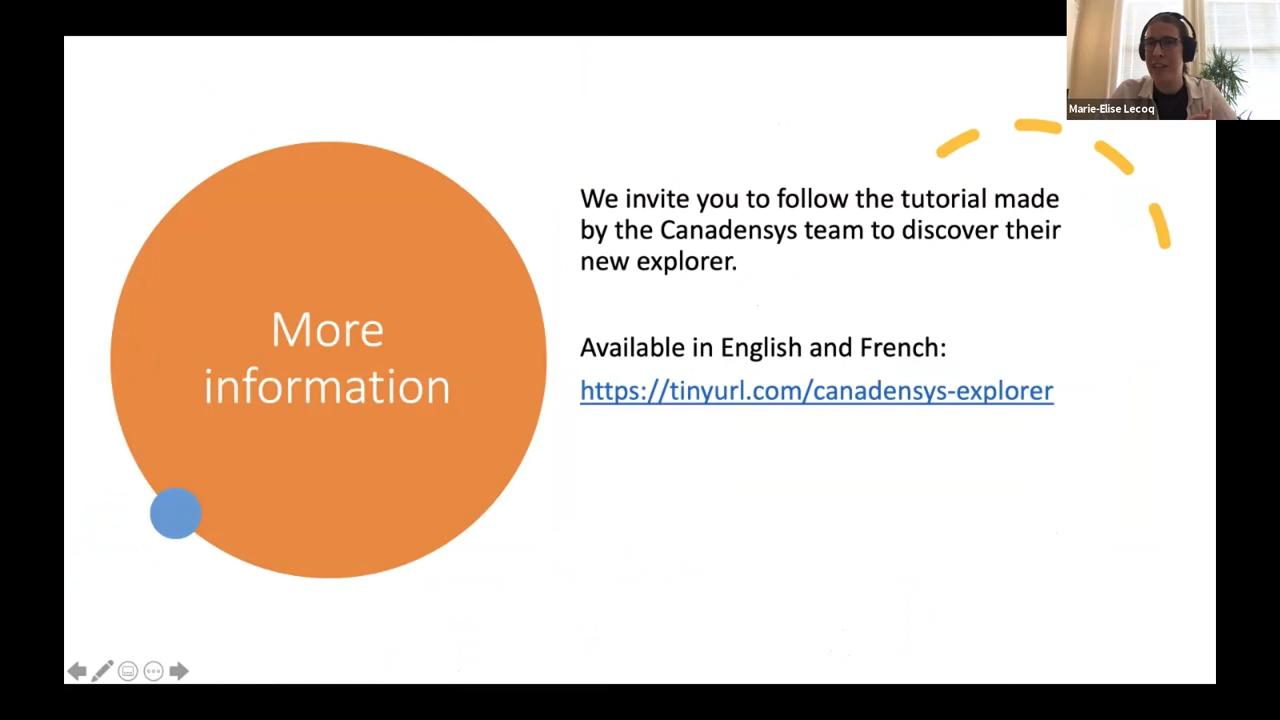 Marie-Elise Lecoq
We invite you to follow the tutorial made
by the Canadensys team to discover their
new explorer.
More
information
Available in English and French:
https://tinyurl.com/canadensys-explorer